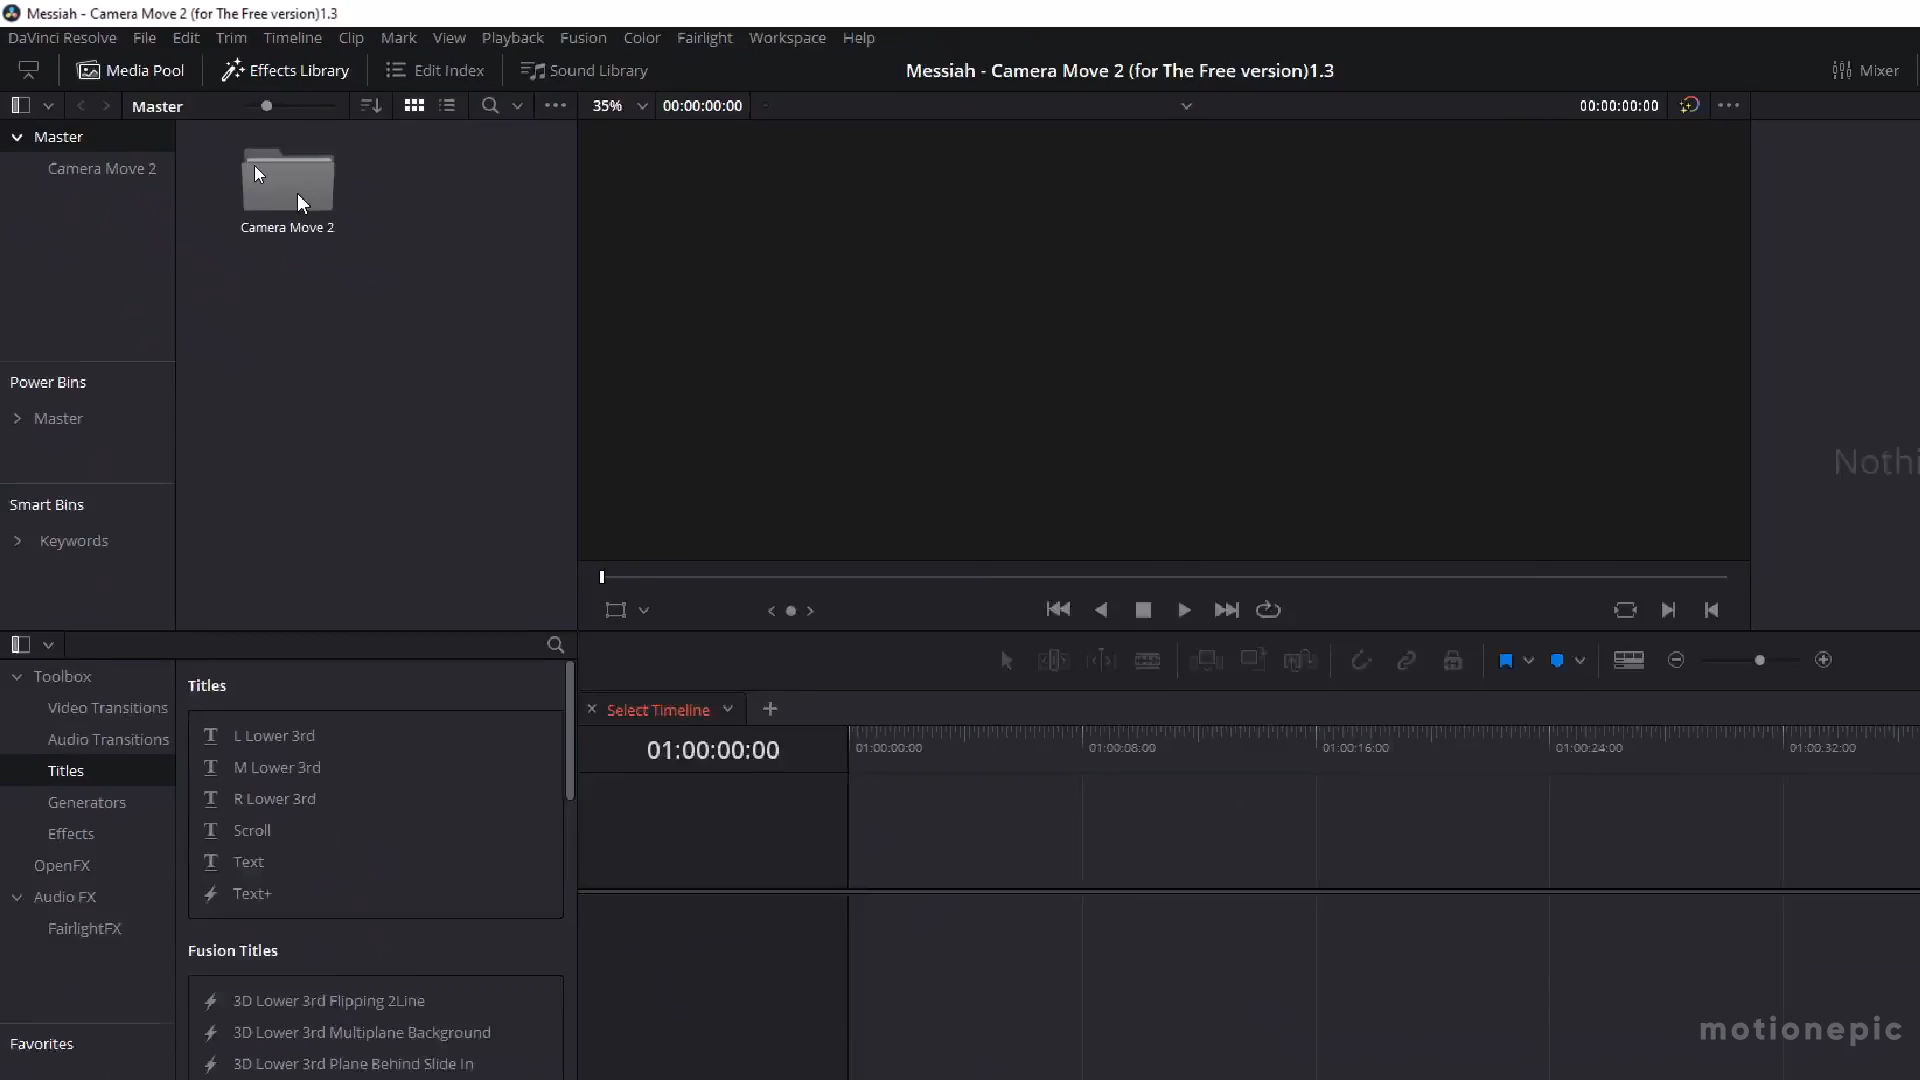 Messiah - Camera Move 2 (for The Free version)1.3
DaVinci Resolve File Edit Trim Timeline Clip Mark View Playback Fusion Color Fairlight Workspace Help
Media Pool Effects Library Edit Index Sound Library Messiah - Camera Move 2 (for The Free version)1.3 Mixer
Master 35% 00:00:00:00 00:00:00:00
Master
Camera Move 2
Camera Move 2
Power Bins
Master
Nothi
Smart Bins
Keywords
Toolbox
Video Transitions
Audio Transitions
Titles
Generators
Effects
OpenFX
Audio FX
FairlightFX
Favorites
Titles
L Lower 3rd
M Lower 3rd
R Lower 3rd
Scroll
Text
Text+
Fusion Titles
3D Lower 3rd Flipping 2Line
3D Lower 3rd Multiplane Background
3D Lower 3rd Plane Behind Slide In
Select Timeline
01:00:00:00 01:00:00:00 01:00:08:00 01:00:16:00 01:00:24:00 01:00:32:00
motionepic